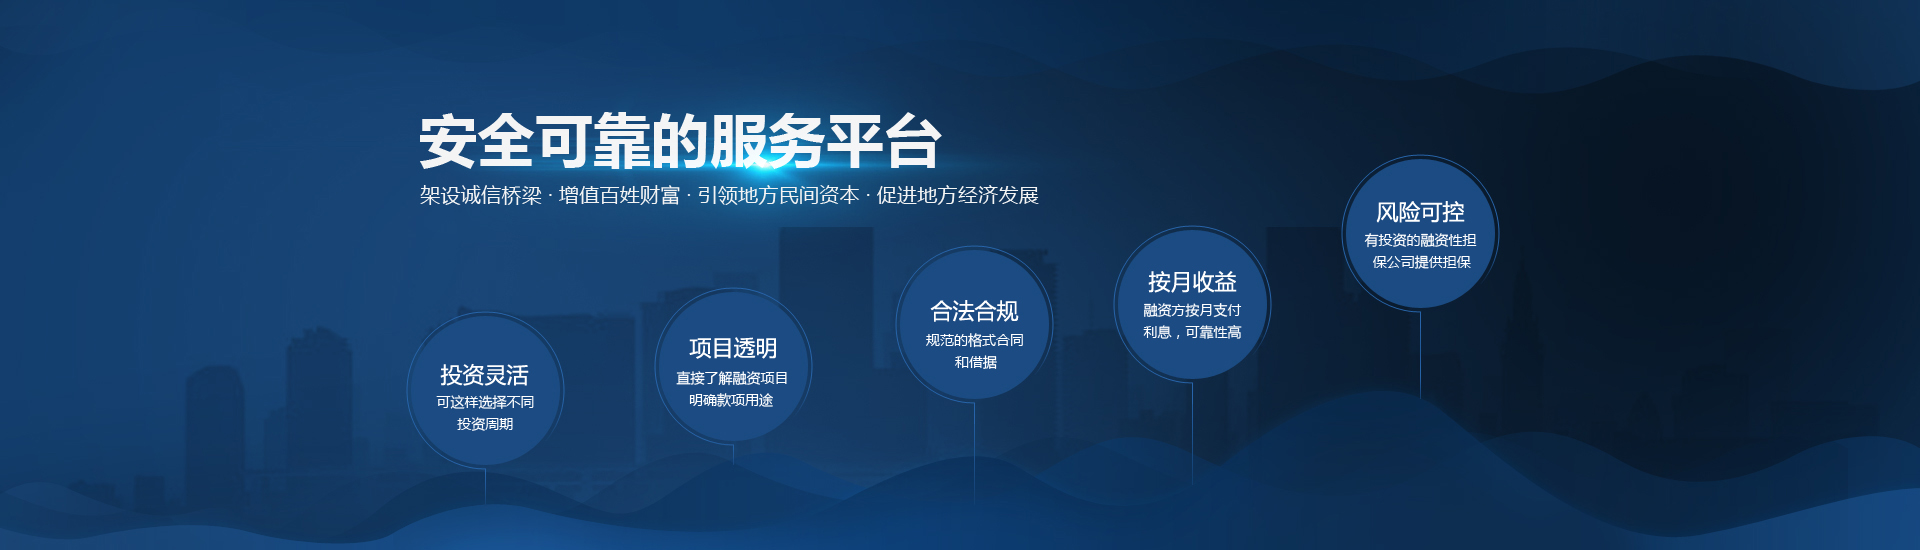 安全可靠的服务平台
架设诚信桥梁 · 增值百姓财富 · 引领地方民间资本 · 促进地方经济发展
投资灵活
可这样选择不同
投资周期
项目透明
直接了解融资项目
明确款项用途
合法合规
规范的格式合同
和借据
按月收益
融资方按月支付
利息，可靠性高
风险可控
有投资的融资性担
保公司提供担保